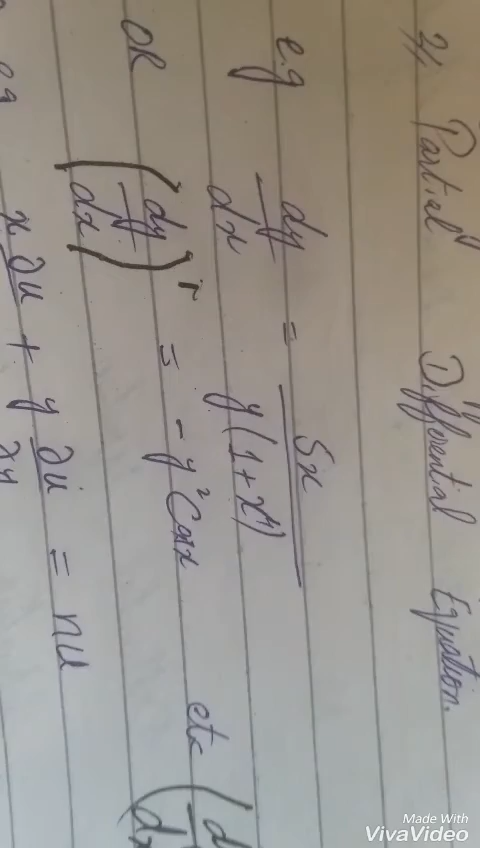 2) Partial Differential Equation.
e.g dy/dx = 5x / y(1+x⁴)
OR (dy/dx)^r = -y² Cosx etc
x ∂u + y ∂u = nu
e.g
Made With
VivaVideo